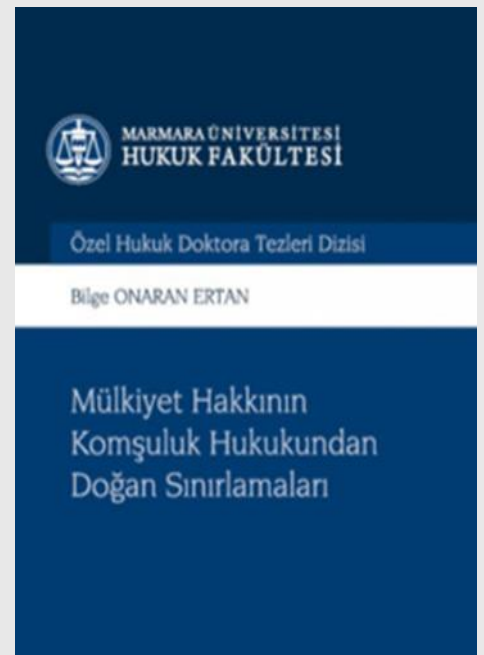 MARMARA ÜNİVERSİTESİ
HUKUK FAKÜLTESİ
Özel Hukuk Doktora Tezleri Dizisi
Bilge ONARAN ERTAN
Mülkiyet Hakkının
Komşuluk Hukukundan
Doğan Sınırlamaları